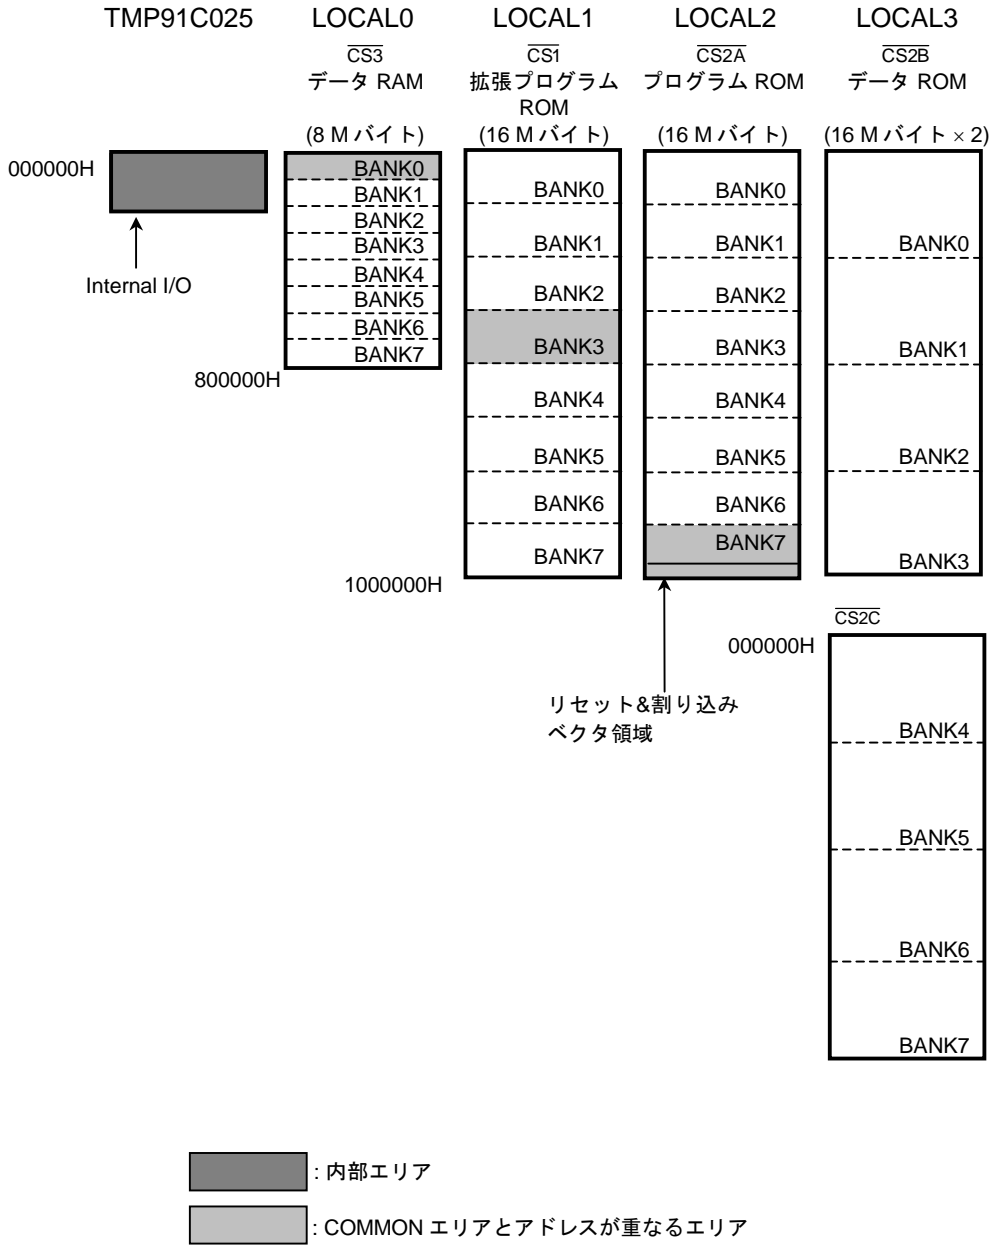 TMP91C025 LOCAL0 LOCAL1 LOCAL2 LOCAL3
CS3 CS1 CS2A CS2B
データ RAM 拡張プログラム プログラム ROM データ ROM
ROM
(8 M バイト) (16 M バイト) (16 M バイト) (16 M バイト × 2)
000000H
Internal I/O
BANK0
BANK1
BANK2
BANK3
BANK4
BANK5
BANK6
BANK7
800000H
BANK0
BANK1
BANK2
BANK3
BANK4
BANK5
BANK6
BANK7
1000000H
BANK0
BANK1
BANK2
BANK3
BANK4
BANK5
BANK6
BANK7
リセット&割り込み
ベクタ領域
BANK0
BANK1
BANK2
BANK3
CS2C
000000H
BANK4
BANK5
BANK6
BANK7
: 内部エリア
: COMMON エリアとアドレスが重なるエリア